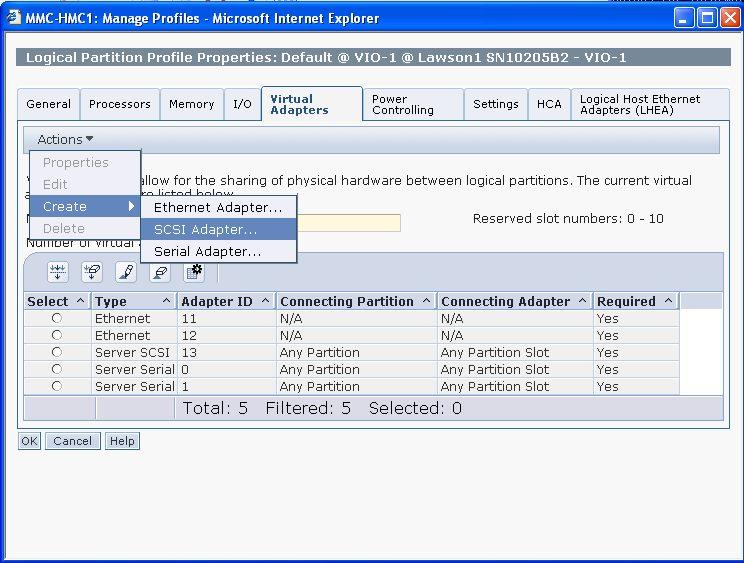 MMC-HMC1: Manage Profiles - Microsoft Internet Explorer
Logical Partition Profile Properties: Default @ VIO-1 @ Lawson1 SN10205B2 - VIO-1
General Processors Memory I/O Virtual Adapters Power Controlling Settings HCA Logical Host Ethernet Adapters (LHEA)
Actions
Properties
allow for the sharing of physical hardware between logical partitions. The current virtual
Edit
re listed below.
Create Ethernet Adapter...
Reserved slot numbers: 0 - 10
Delete SCSI Adapter...
Number of virtual
Serial Adapter...
Select Type Adapter ID Connecting Partition Connecting Adapter Required
Ethernet 11 N/A N/A Yes
Ethernet 12 N/A N/A Yes
Server SCSI 13 Any Partition Any Partition Slot Yes
Server Serial 0 Any Partition Any Partition Slot Yes
Server Serial 1 Any Partition Any Partition Slot Yes
Total: 5 Filtered: 5 Selected: 0
OK Cancel Help